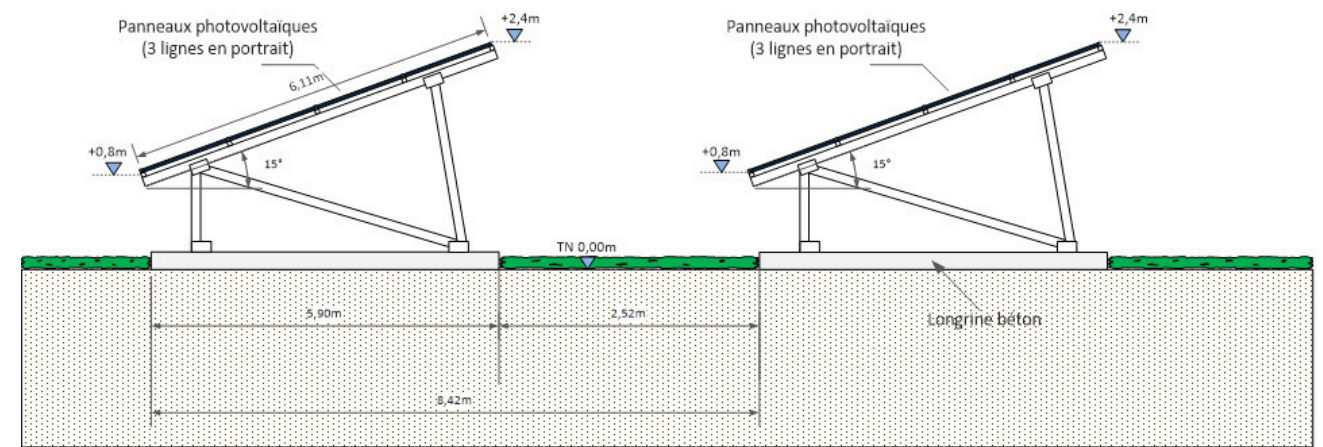 Panneaux photovoltaïques
(3 lignes en portrait)
+2,4m
6,11m
+0,8m
15°
Panneaux photovoltaïques
(3 lignes en portrait)
+2,4m
+0,8m
15°
TN 0,00m
5,90m
2,52m
Longrine béton
8,42m